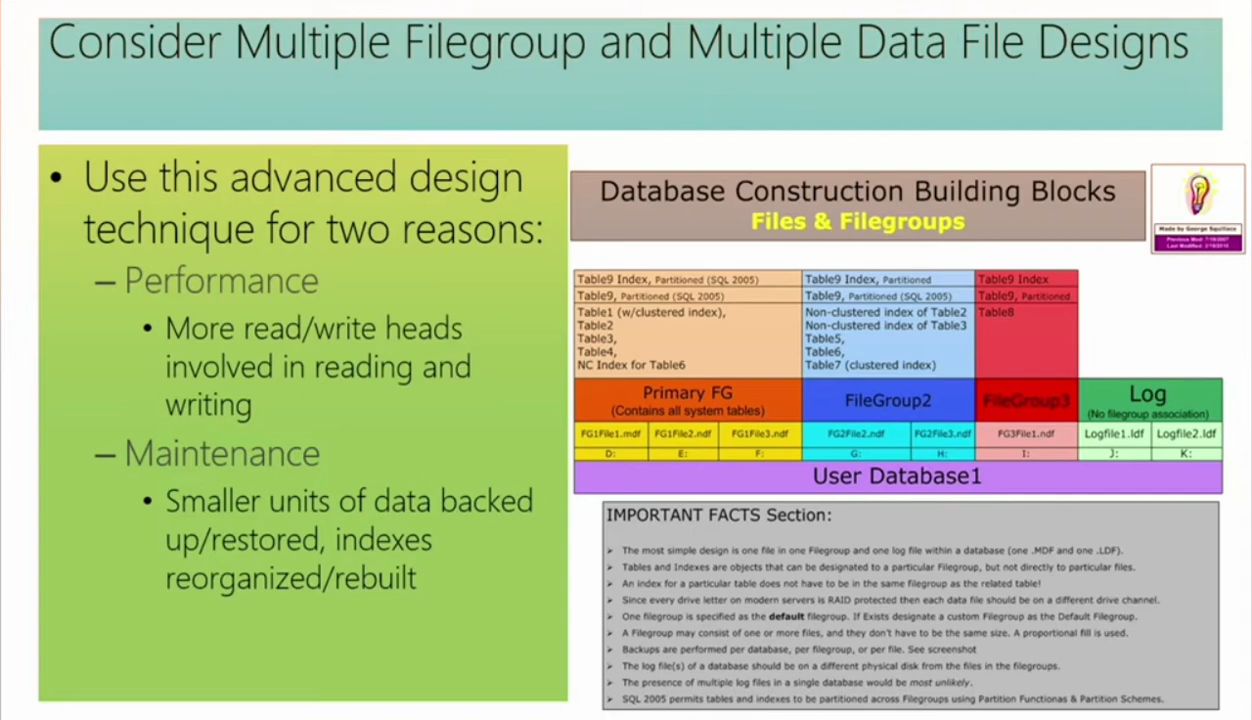 Consider Multiple Filegroup and Multiple Data File Designs
• Use this advanced design
technique for two reasons:
– Performance
• More read/write heads
involved in reading and
writing
– Maintenance
• Smaller units of data backed
up/restored, indexes
reorganized/rebuilt
Database Construction Building Blocks
Files & Filegroups
Made by George Squillace
Previous Mod: 7/18/2007
Table9 Index, Partitioned (SQL 2005)
Table9, Partitioned (SQL 2005)
Table1 (w/clustered index),
Table2
Table3,
Table4,
NC Index for Table6
Table9 Index, Partitioned
Table9, Partitioned (SQL 2005)
Non-clustered index of Table2
Non-clustered index of Table3
Table5,
Table6,
Table7 (clustered index)
Table9 Index
Table9, Partitioned
Table8
Primary FG
(Contains all system tables)
FileGroup2
FileGroup3
Log
(No filegroup association)
FG1File1.mdf FG1File2.ndf FG1File3.ndf FG2File2.ndf FG2File3.ndf FG3File1.ndf Logfile1.ldf Logfile2.ldf
D: E: F: G: H: I: J: K:
User Database1
IMPORTANT FACTS Section:
➢ The most simple design is one file in one Filegroup and one log file within a database (one .MDF and one .LDF).
➢ Tables and Indexes are objects that can be designated to a particular Filegroup, but not directly to particular files.
➢ An index for a particular table does not have to be in the same filegroup as the related table!
➢ Since every drive letter on modern servers is RAID protected then each data file should be on a different drive channel.
➢ One filegroup is specified as the default filegroup. If Exists designate a custom Filegroup as the Default Filegroup.
➢ A Filegroup may consist of one or more files, and they don't have to be the same size. A proportional fill is used.
➢ Backups are performed per database, per filegroup, or per file. See screenshot
➢ The log file(s) of a database should be on a different physical disk from the files in the filegroups.
➢ The presence of multiple log files in a single database would be most unlikely.
➢ SQL 2005 permits tables and indexes to be partitioned across Filegroups using Partition Functionas & Partition Schemes.